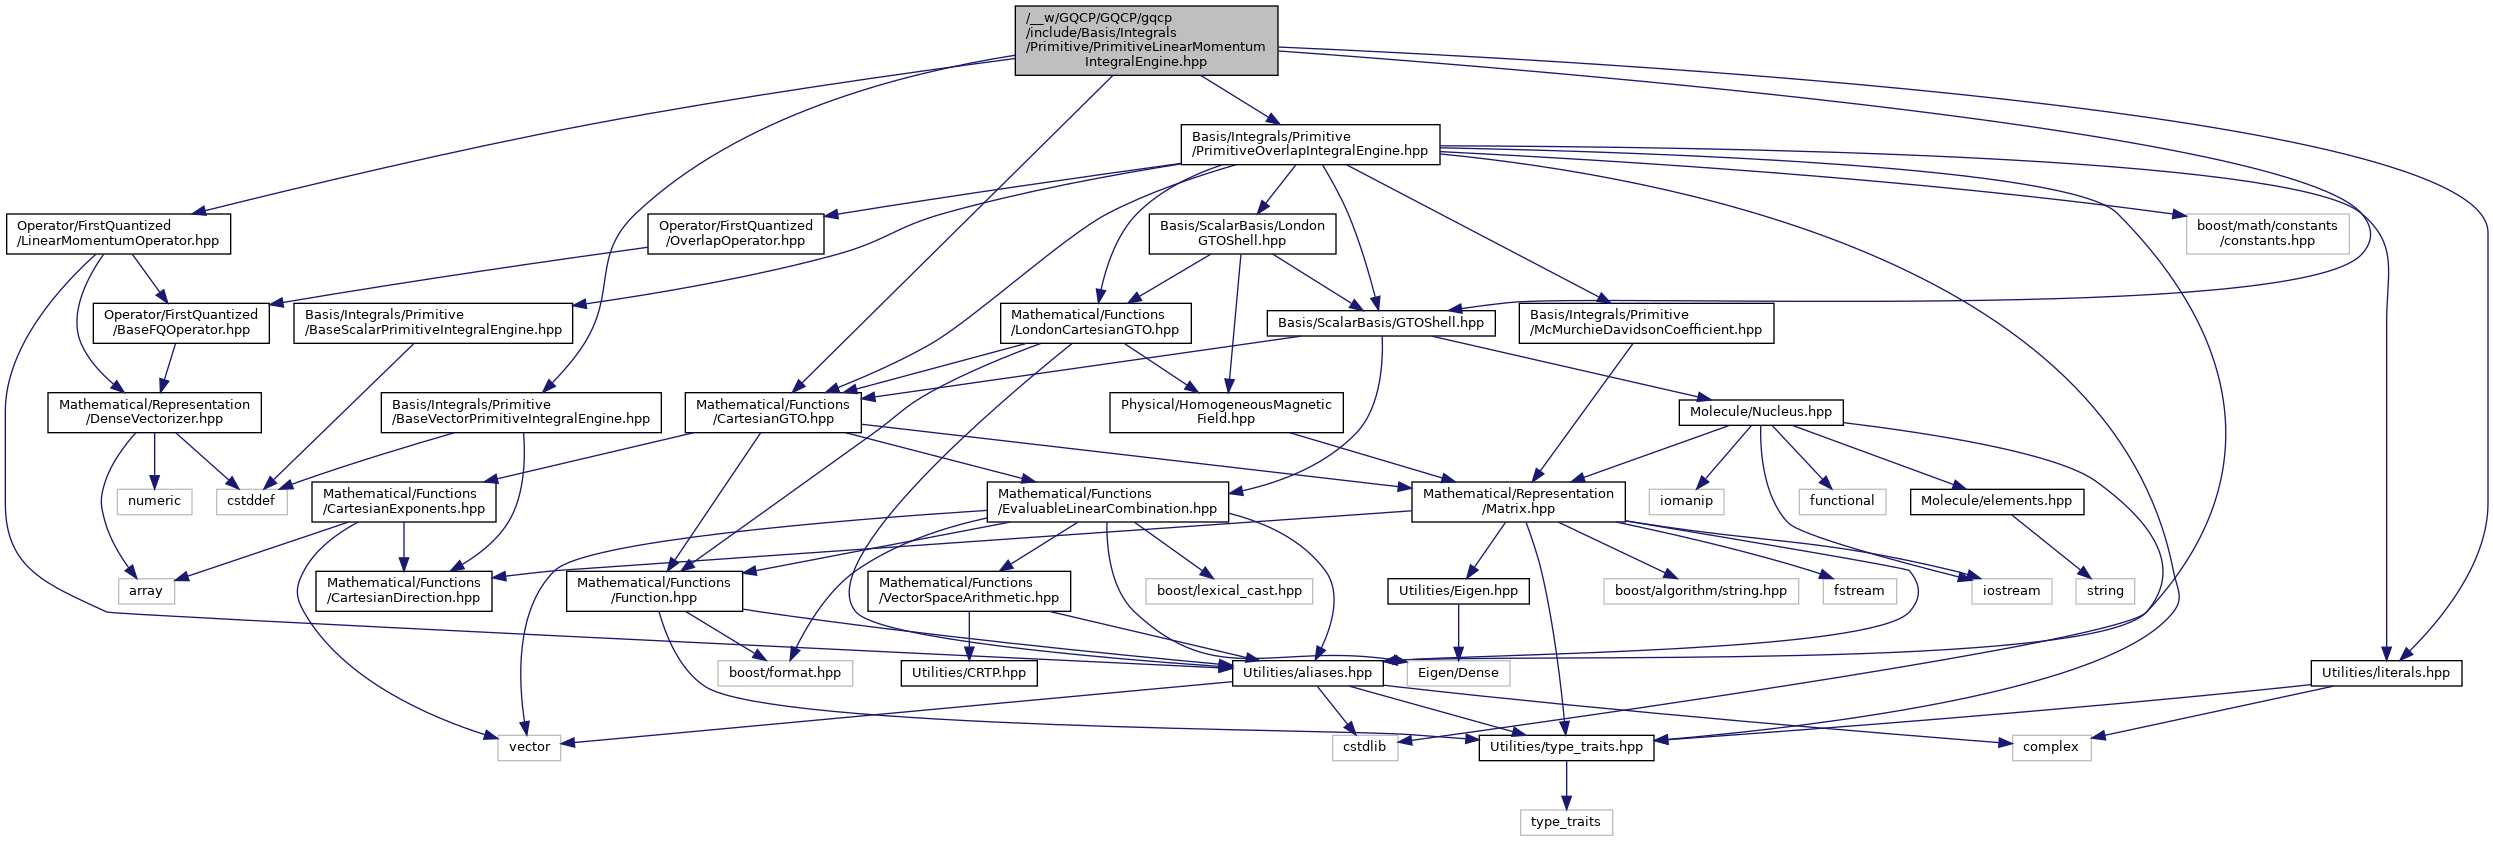 /__w/GQCP/GQCP/gqcp
/include/Basis/Integrals
/Primitive/PrimitiveLinearMomentum
IntegralEngine.hpp
Basis/Integrals/Primitive
/PrimitiveOverlapIntegralEngine.hpp
Operator/FirstQuantized
/LinearMomentumOperator.hpp
Operator/FirstQuantized
/OverlapOperator.hpp
Basis/ScalarBasis/London
GTOShell.hpp
boost/math/constants
/constants.hpp
Operator/FirstQuantized
/BaseFQOperator.hpp
Basis/Integrals/Primitive
/BaseScalarPrimitiveIntegralEngine.hpp
Mathematical/Functions
/LondonCartesianGTO.hpp
Basis/ScalarBasis/GTOShell.hpp
Basis/Integrals/Primitive
/McMurchieDavidsonCoefficient.hpp
Mathematical/Representation
/DenseVectorizer.hpp
Basis/Integrals/Primitive
/BaseVectorPrimitiveIntegralEngine.hpp
Mathematical/Functions
/CartesianGTO.hpp
Physical/HomogeneousMagnetic
Field.hpp
Molecule/Nucleus.hpp
numeric
cstddef
Mathematical/Functions
/CartesianExponents.hpp
Mathematical/Functions
/EvaluableLinearCombination.hpp
Mathematical/Representation
/Matrix.hpp
iomanip
functional
Molecule/elements.hpp
array
Mathematical/Functions
/CartesianDirection.hpp
Mathematical/Functions
/Function.hpp
Mathematical/Functions
/VectorSpaceArithmetic.hpp
boost/lexical_cast.hpp
Utilities/Eigen.hpp
boost/algorithm/string.hpp
fstream
iostream
string
boost/format.hpp
Utilities/CRTP.hpp
Utilities/aliases.hpp
Eigen/Dense
Utilities/literals.hpp
vector
cstdlib
Utilities/type_traits.hpp
complex
type_traits